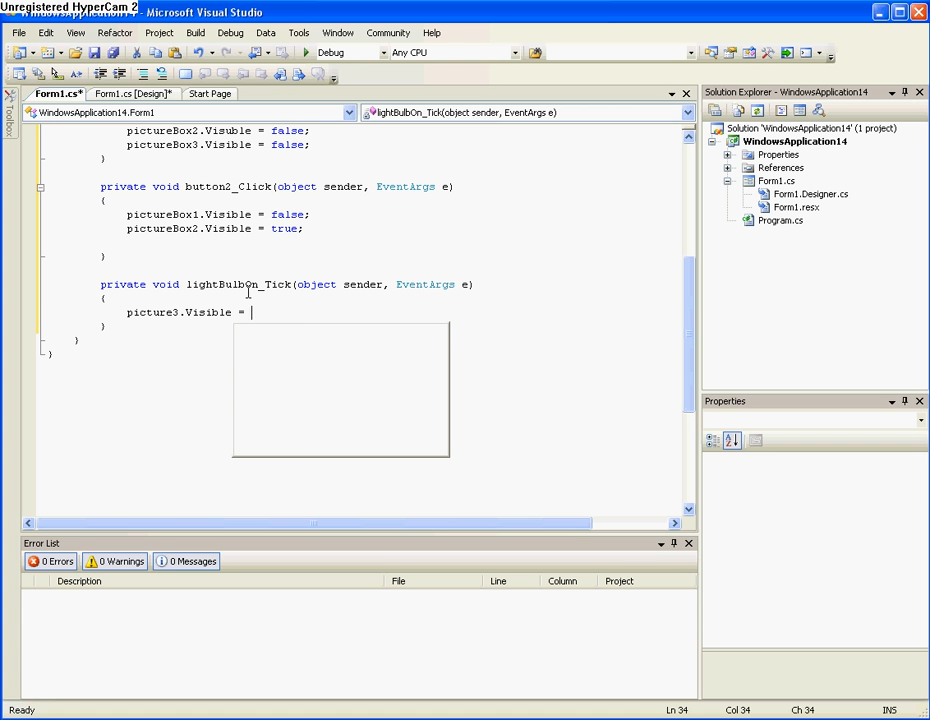 Unregistered HyperCam 2
WindowsApplication14 - Microsoft Visual Studio
File Edit View Refactor Project Build Debug Data Tools Window Community Help
Debug Any CPU
Form1.cs* Form1.cs [Design]* Start Page
WindowsApplication14.Form1 lightBulbOn_Tick(object sender, EventArgs e)
Toolbox
pictureBox2.Visuble = false;
pictureBox3.Visible = false;
}
private void button2_Click(object sender, EventArgs e)
{
pictureBox1.Visible = false;
pictureBox2.Visible = true;
}
private void lightBulbOn_Tick(object sender, EventArgs e)
{
picture3.Visible =
}
}
}
Solution Explorer - WindowsApplication14
Solution 'WindowsApplication14' (1 project)
WindowsApplication14
Properties
References
Form1.cs
Form1.Designer.cs
Form1.resx
Program.cs
Properties
Error List
0 Errors 0 Warnings 0 Messages
Description File Line Column Project
Ready Ln 34 Col 34 Ch 34 INS